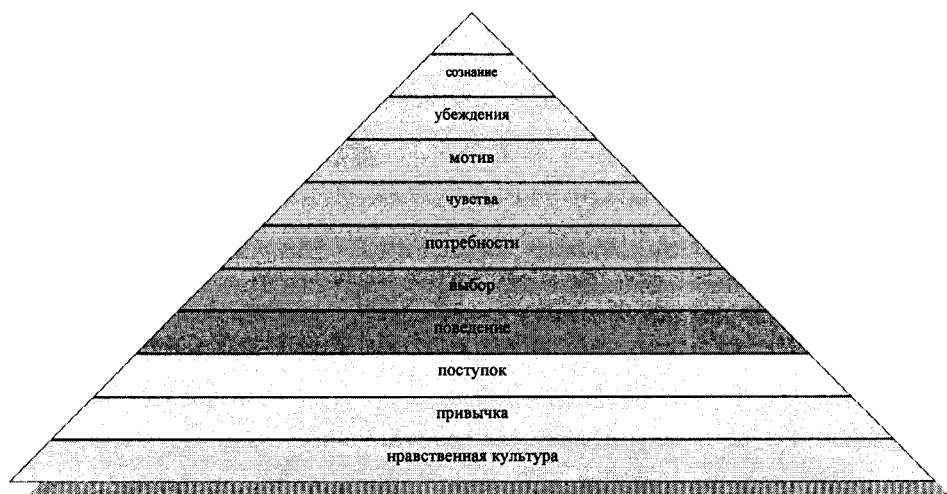 сознание
убеждения
мотив
чувства
потребности
выбор
поведение
поступок
привычка
нравственная культура